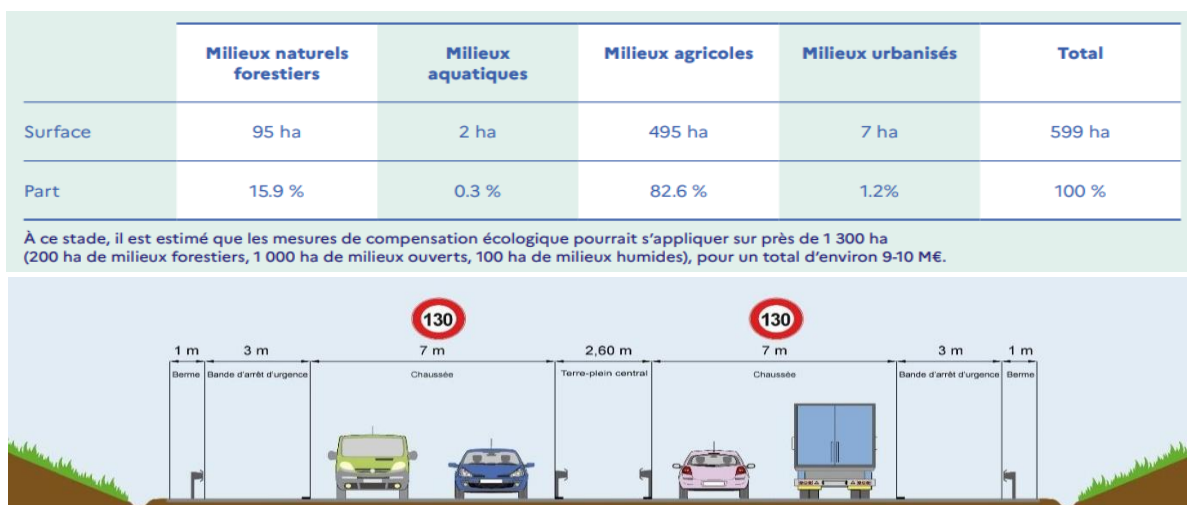 Milieux naturels forestiers Milieux aquatiques Milieux agricoles Milieux urbanisés Total
Surface 95 ha 2 ha 495 ha 7 ha 599 ha
Part 15.9 % 0.3 % 82.6 % 1.2% 100 %
À ce stade, il est estimé que les mesures de compensation écologique pourrait s'appliquer sur près de 1 300 ha
(200 ha de milieux forestiers, 1 000 ha de milieux ouverts, 100 ha de milieux humides), pour un total d'environ 9-10 M€.
130 130
1 m 3 m 7 m 2,60 m 7 m 3 m 1 m
Berme Bande d'arrêt d'urgence Chaussée Terre-plein central Chaussée Bande d'arrêt d'urgence Berme